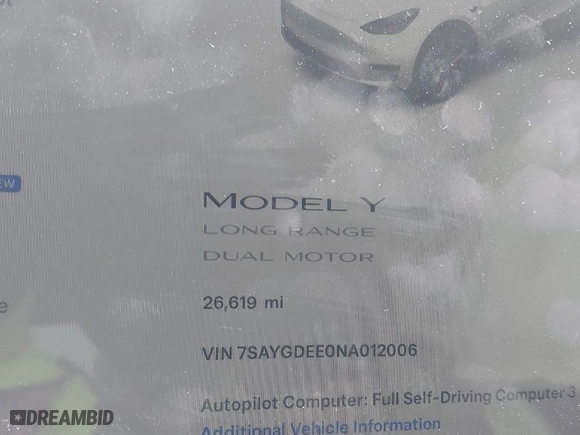 EW
MODEL Y
LONG RANGE
DUAL MOTOR
26,619 mi
e
VIN 7SAYGDEE0NA012006
Autopilot Computer: Full Self-Driving Computer 3
Additional Vehicle Information
DREAMBID